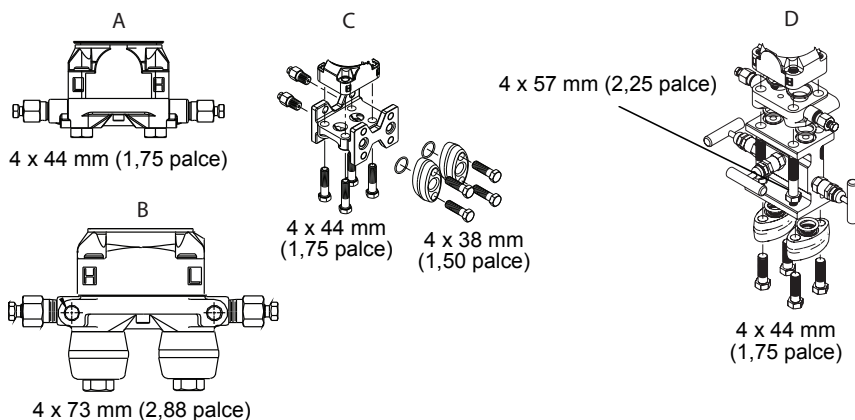 A
4 x 44 mm (1,75 palce)
B
H
L
4 x 73 mm (2,88 palce)
C
4 x 44 mm
(1,75 palce)
4 x 38 mm
(1,50 palce)
D
4 x 57 mm (2,25 palce)
4 x 44 mm
(1,75 palce)